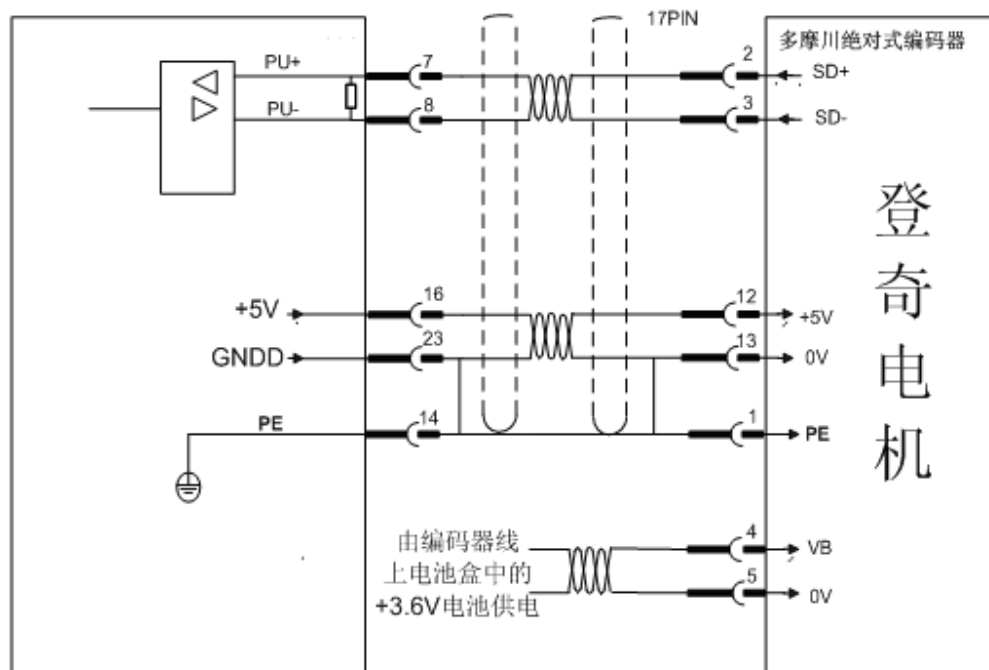 17PIN
多摩川绝对式编码器
PU+ 7 2 SD+
PU- 8 3 SD-
+5V 16 12 +5V
GNDD 23 13 0V
PE 14 1 PE
登奇电机
由编码器线
上电池盒中的
+3.6V电池供电
4 VB
5 0V